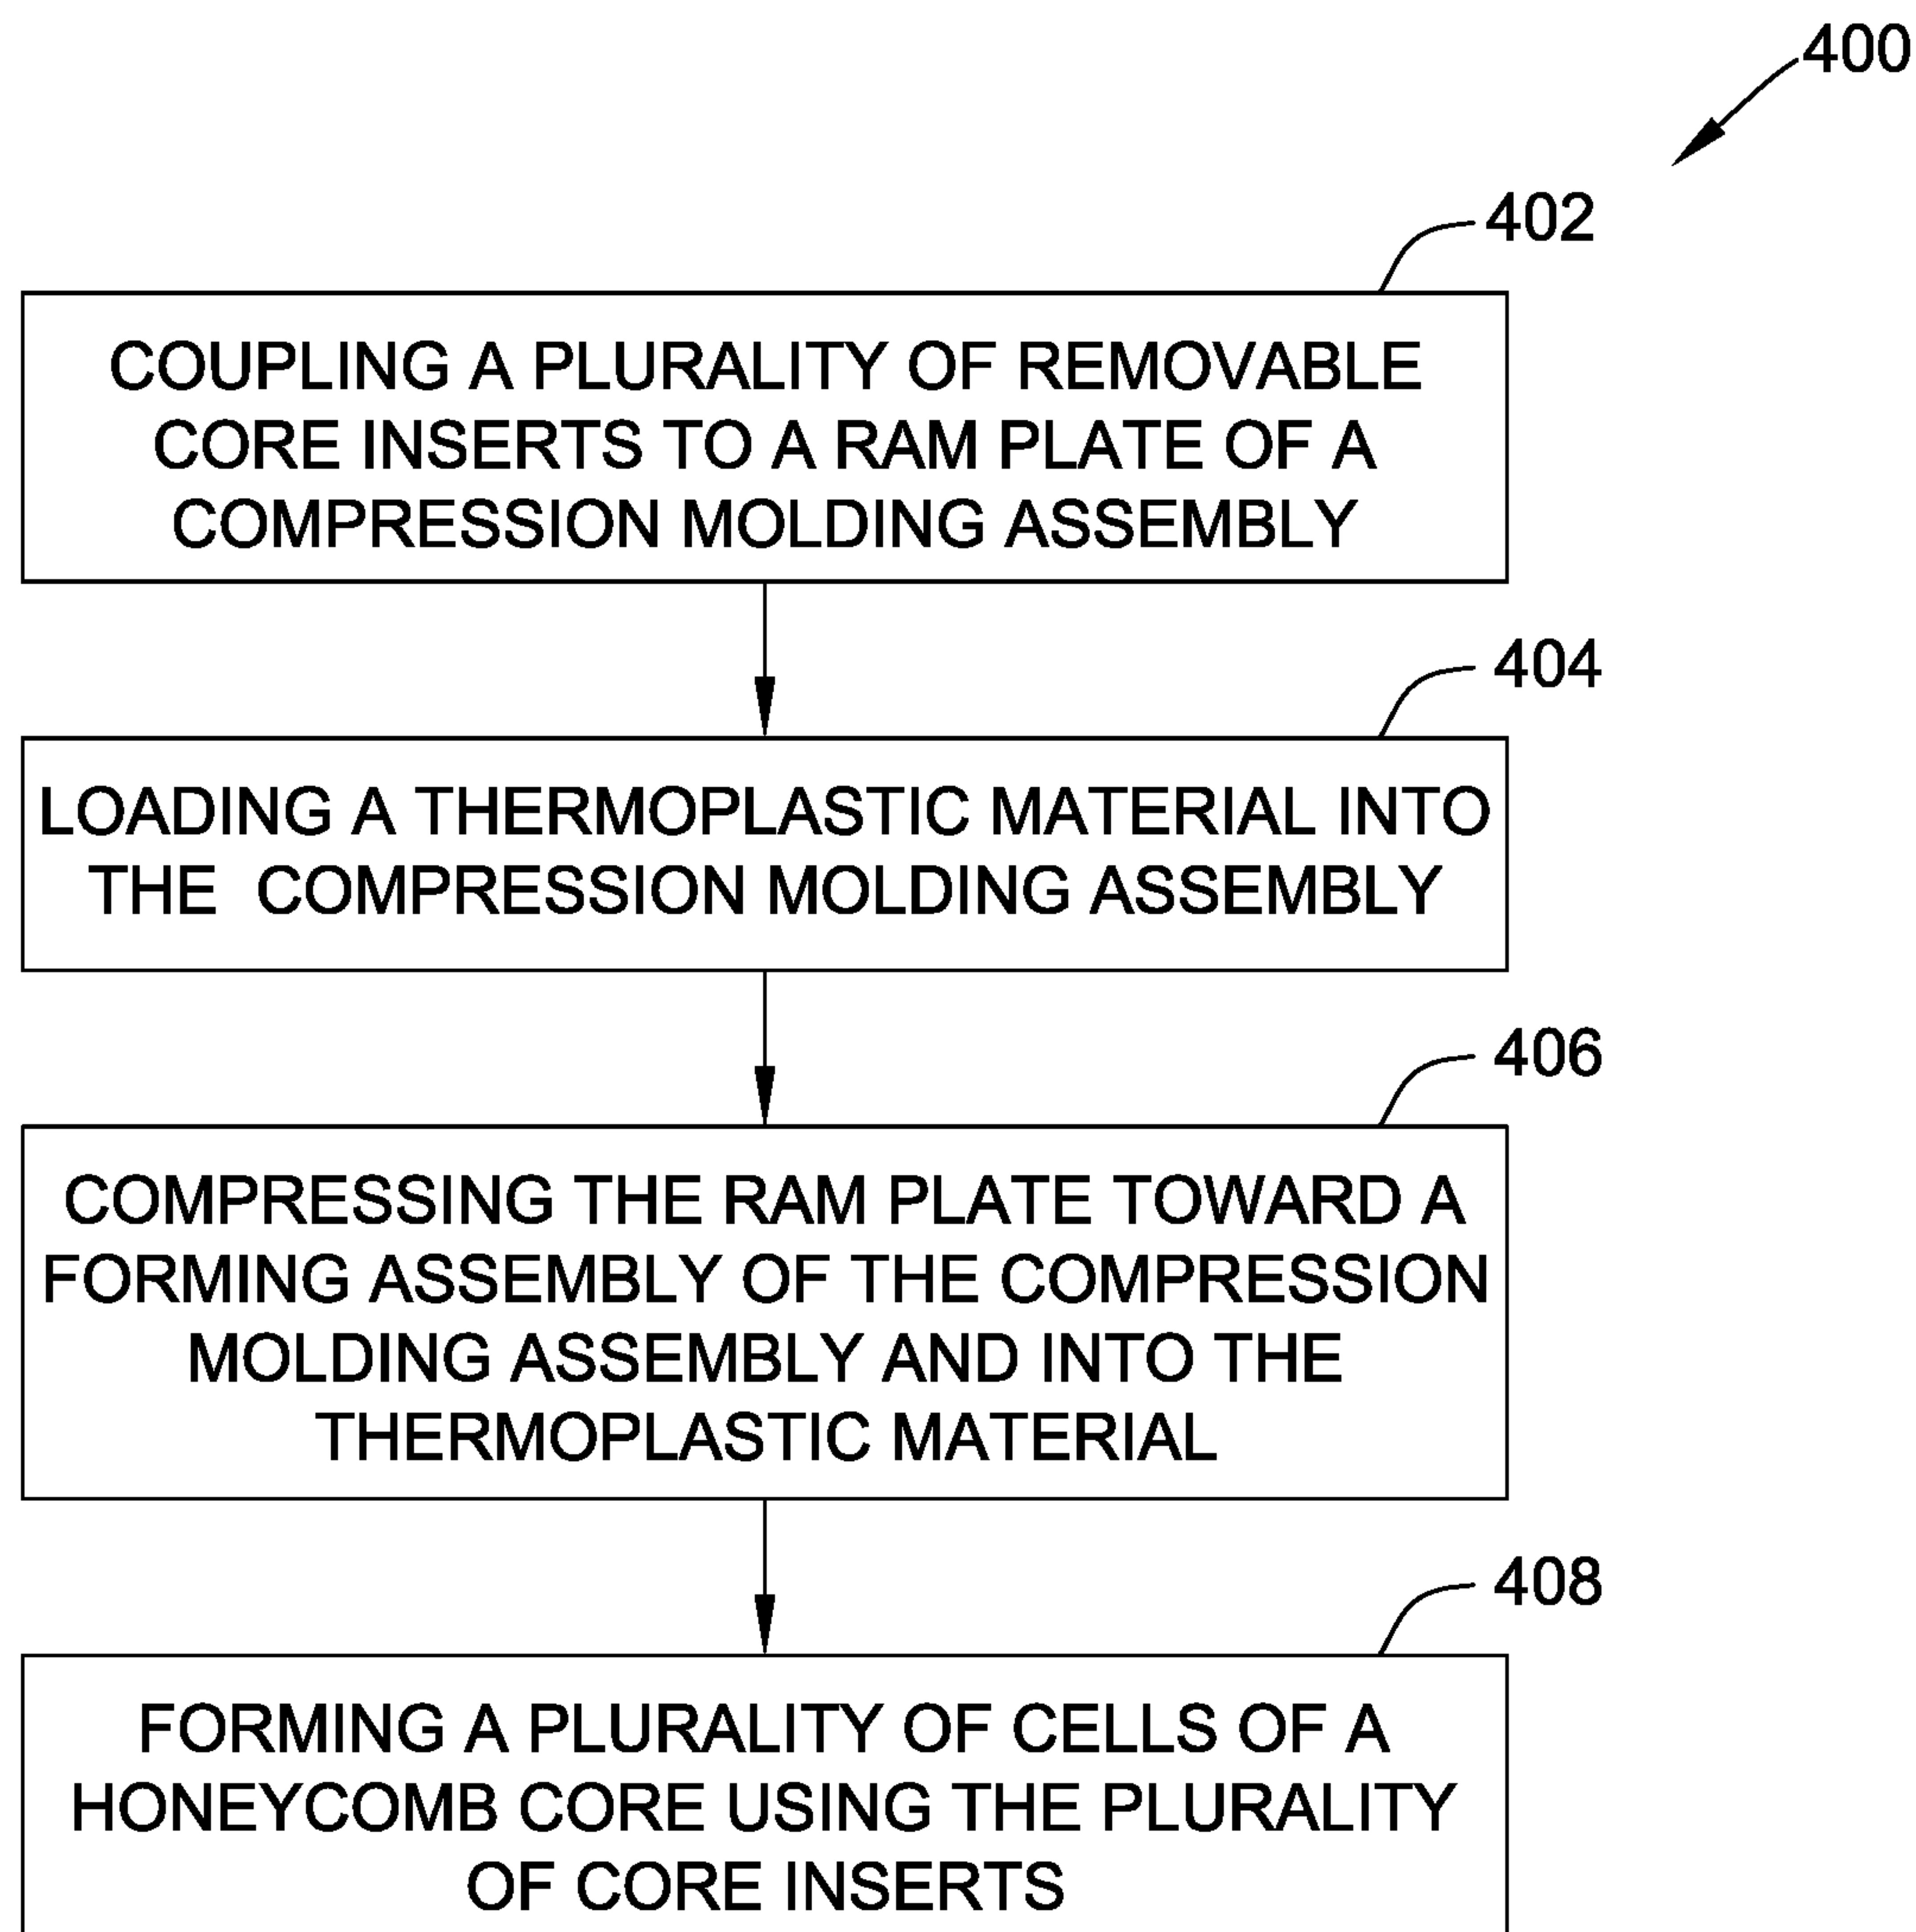 400
402
COUPLING A PLURALITY OF REMOVABLE
CORE INSERTS TO A RAM PLATE OF A
COMPRESSION MOLDING ASSEMBLY
404
LOADING A THERMOPLASTIC MATERIAL INTO
THE COMPRESSION MOLDING ASSEMBLY
406
COMPRESSING THE RAM PLATE TOWARD A
FORMING ASSEMBLY OF THE COMPRESSION
MOLDING ASSEMBLY AND INTO THE
THERMOPLASTIC MATERIAL
408
FORMING A PLURALITY OF CELLS OF A
HONEYCOMB CORE USING THE PLURALITY
OF CORE INSERTS